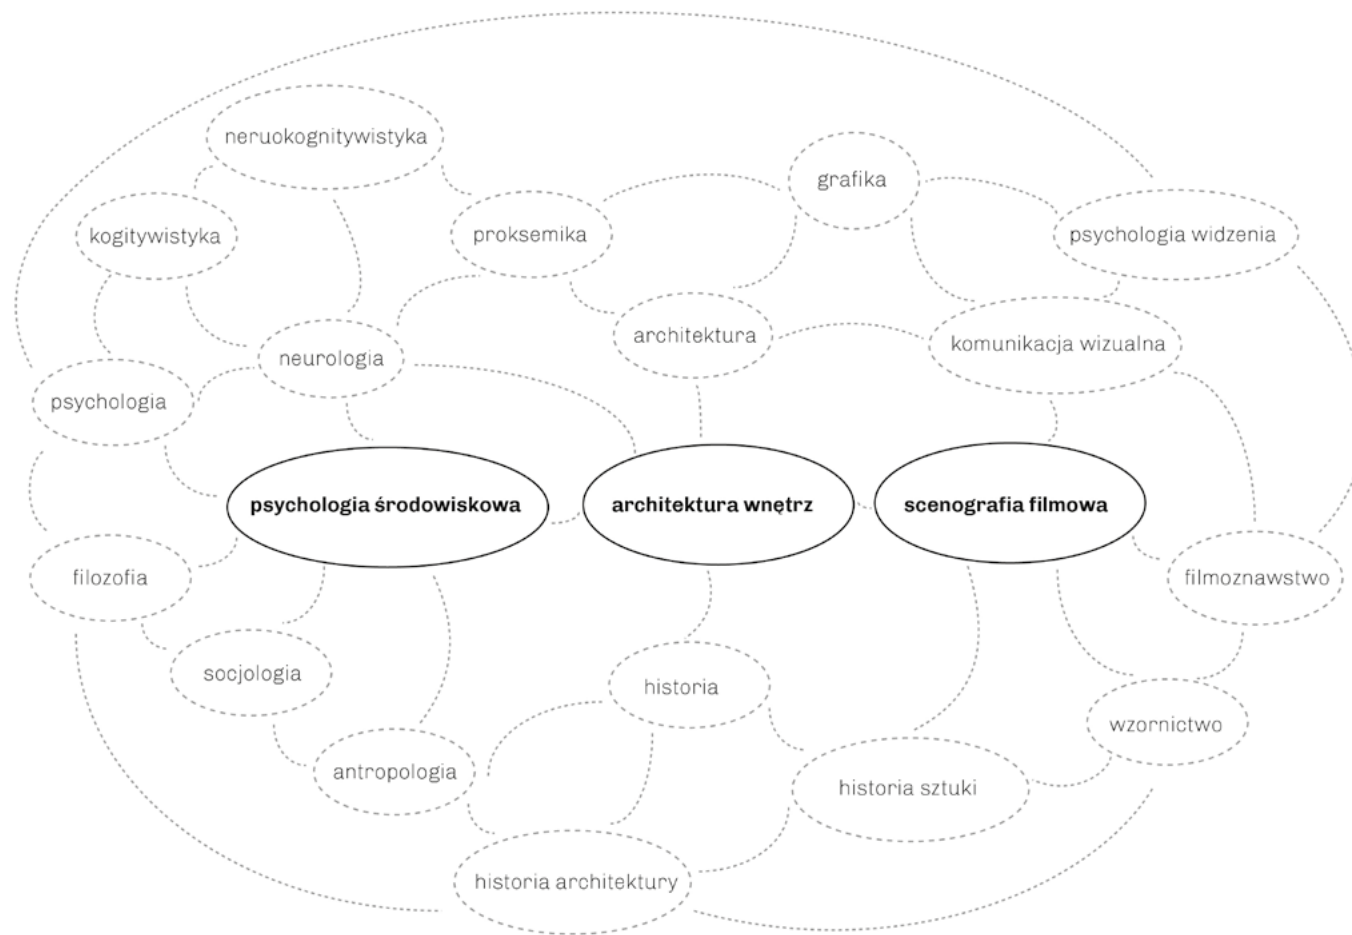 neruokognitywistyka
grafika
kogitywistyka
proksemika
psychologia widzenia
architektura
komunikacja wizualna
neurologia
psychologia
psychologia środowiskowa
architektura wnętrz
scenografia filmowa
filozofia
filmoznawstwo
socjologia
historia
wzornictwo
antropologia
historia sztuki
historia architektury